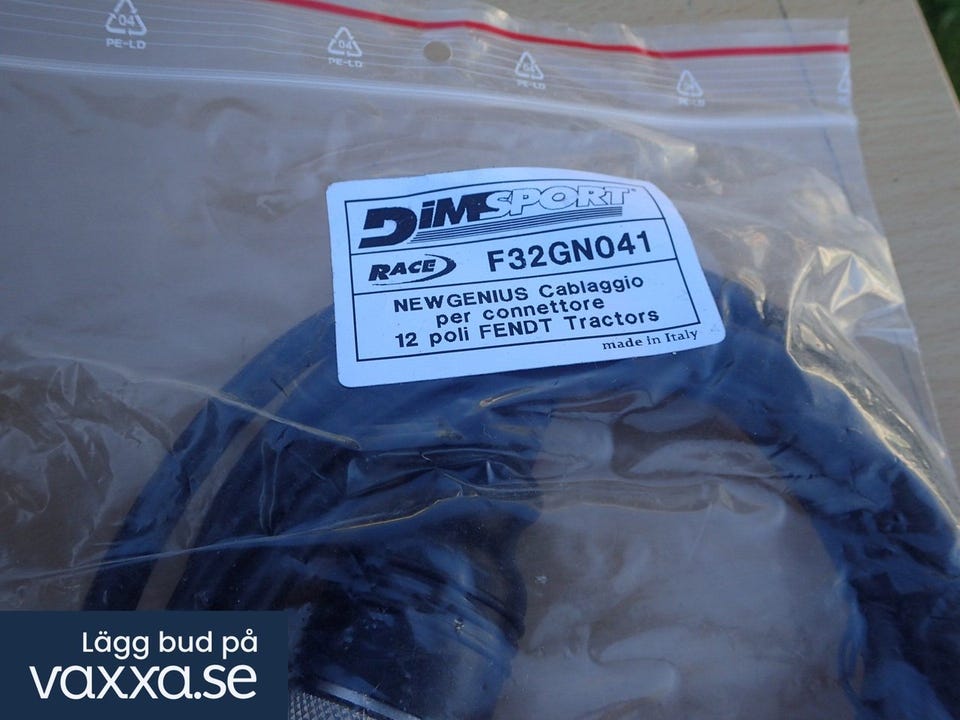 04
PE-LD
04
PE-LD
04
PE-LD
04
PE-LD
DiMSPORT™
RACE F32GN041
NEWGENIUS Cablaggio
per connettore
12 poli FENDT Tractors
made in Italy
Lägg bud på
vaxxa.se